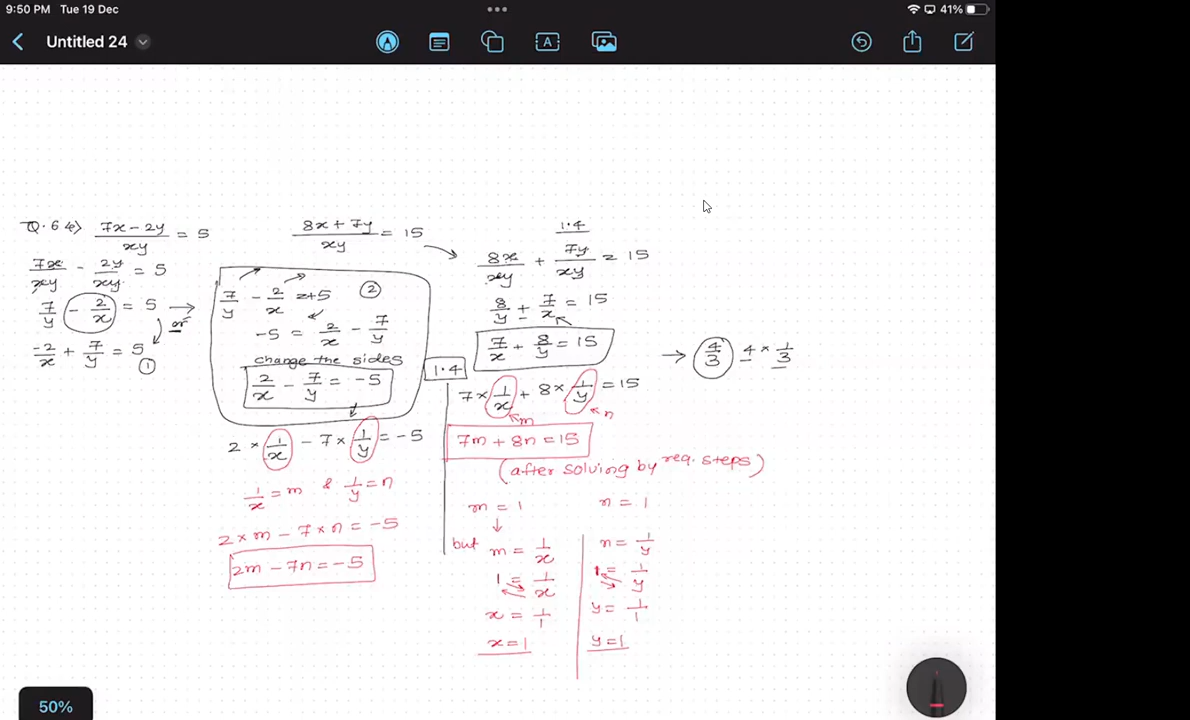 9:50 PM Tue 19 Dec
41%
Untitled 24
Q.6 4) (7x - 2y)/xy = 5
7x/xy - 2y/xy = 5
7/y - 2/x = 5 →
or
-2/x + 7/y = 5 ①
7/y - 2/x = +5 ②
-5 = 2/x - 7/y
change the sides
2/x - 7/y = -5
2 × 1/x - 7 × 1/y = -5
1/x = m & 1/y = n
2 × m - 7 × n = -5
2m - 7n = -5
(8x + 7y)/xy = 15
1.4
8x/xy + 7y/xy = 15
8/y + 7/x = 15
7/x + 8/y = 15
1.4
7 × 1/x + 8 × 1/y = 15
m n
7m + 8n = 15
(after solving by req. steps)
m = 1
↓
but m = 1/x
1 = 1/x
x = 1/1
x = 1
n = 1
n = 1/y
1 = 1/y
y = 1/1
y = 1
→ 4/3 4 × 1/3
50%